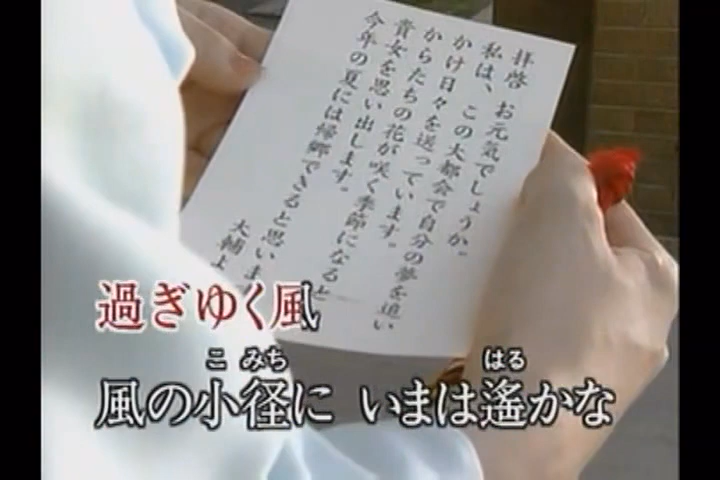 拝啓 お元気でしょうか。
私は、この大都会で自分の夢を追い
かけ日々を送っています。
からたちの花が咲く季節になると
貴女を思い出します。
今年の夏には帰郷できると思います
大輔より
過ぎゆく風
こ みち はる
風の小径に いまは遙かな